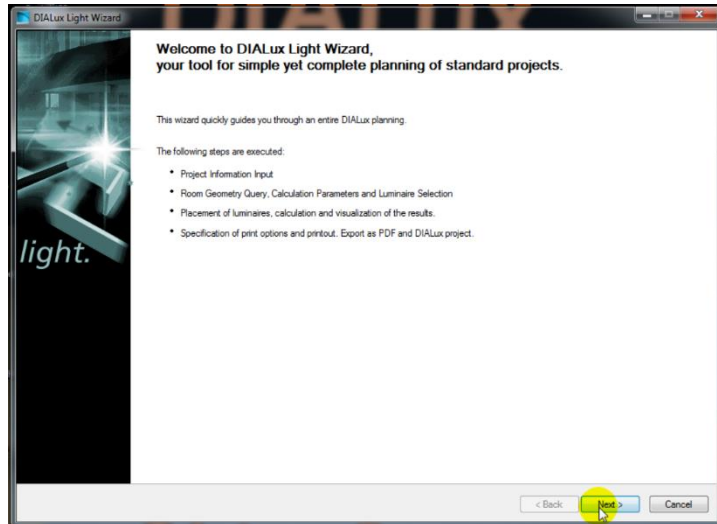 DIALUX
DIALux Light Wizard
Welcome to DIALux Light Wizard,
your tool for simple yet complete planning of standard projects.
This wizard quickly guides you through an entire DIALux planning.
The following steps are executed:
• Project Information Input
• Room Geometry Query, Calculation Parameters and Luminaire Selection
• Placement of luminaires, calculation and visualization of the results.
• Specification of print options and printout. Export as PDF and DIALux project.
light.
< Back Next > Cancel